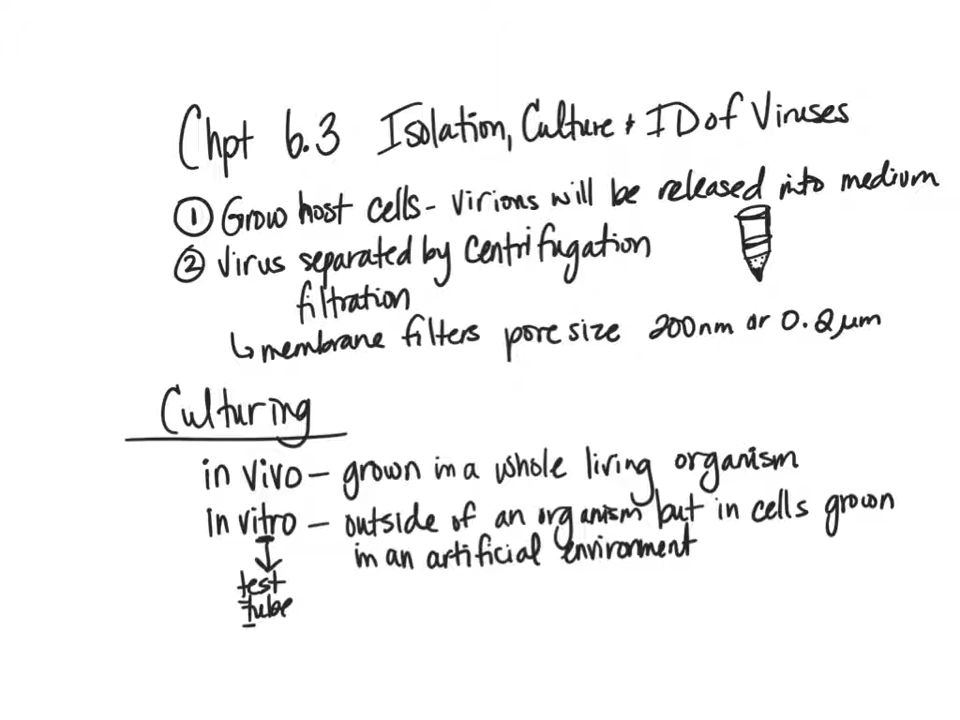 Chpt 6.3 Isolation, Culture + ID of Viruses
① Grow host cells - virions will be released into medium
② Virus separated by centrifugation
filtration
↳ membrane filters pore size 200nm or 0.2 µm
Culturing
in vivo - grown in a whole living organism
in vitro - outside of an organism but in cells grown
in an artificial environment
test
tube